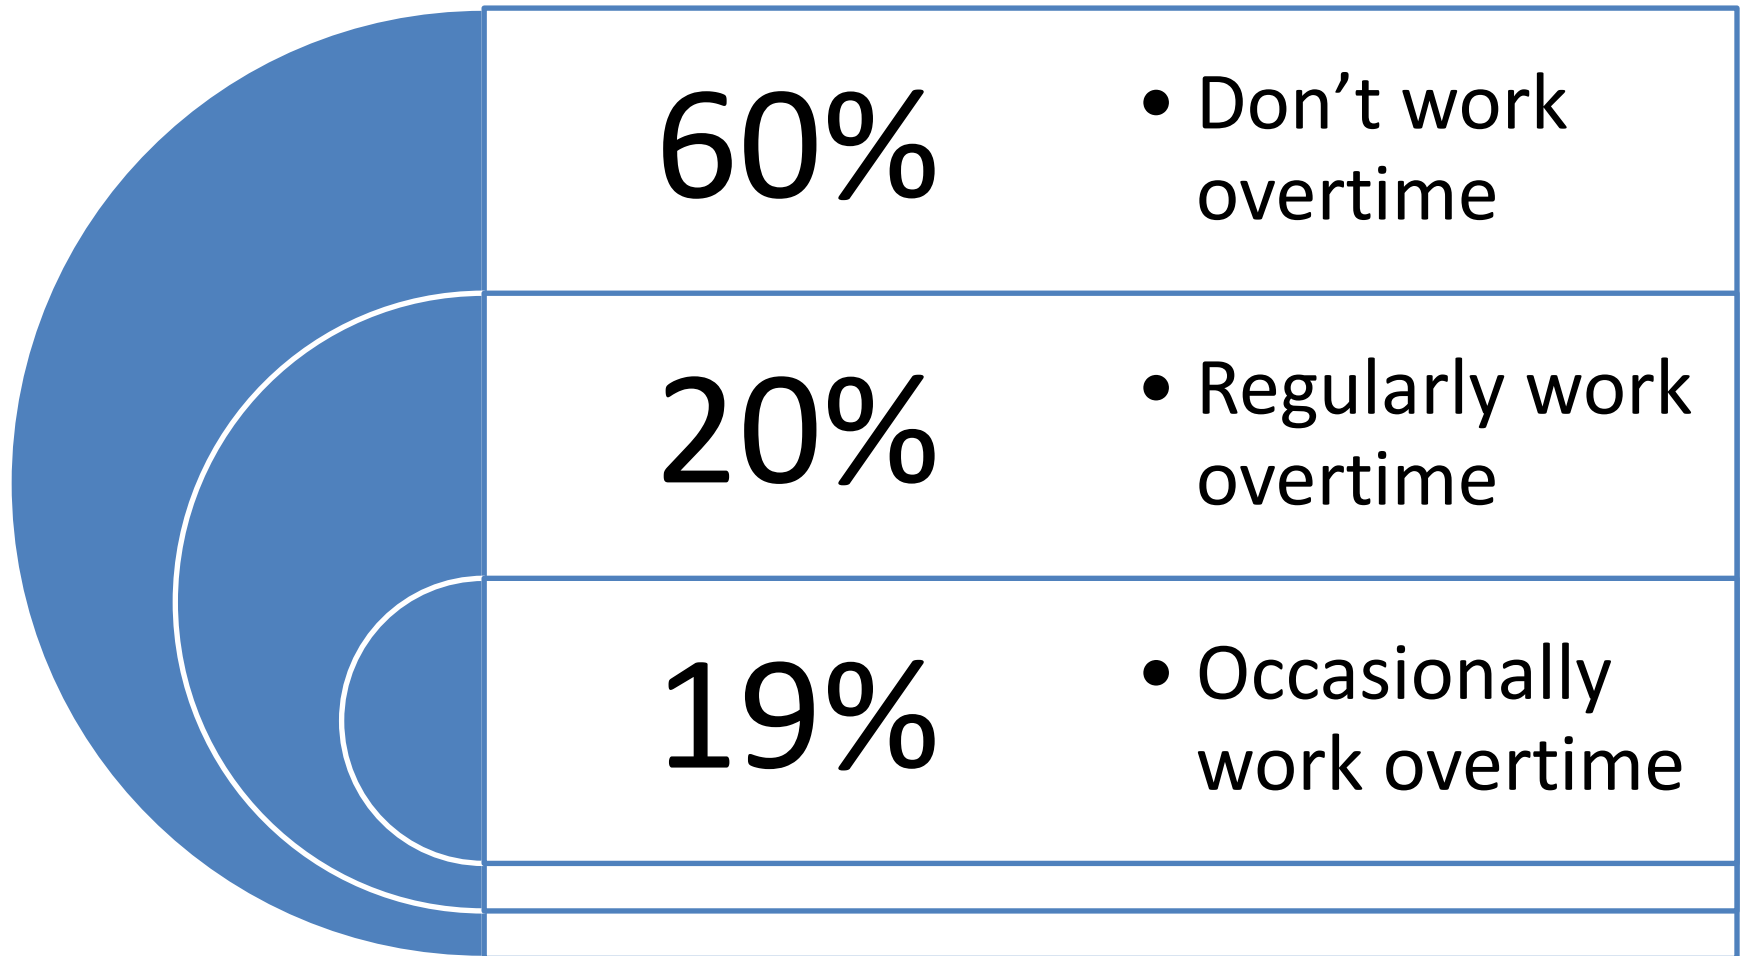 60%
• Don’t work
overtime
20%
• Regularly work
overtime
19%
• Occasionally
work overtime